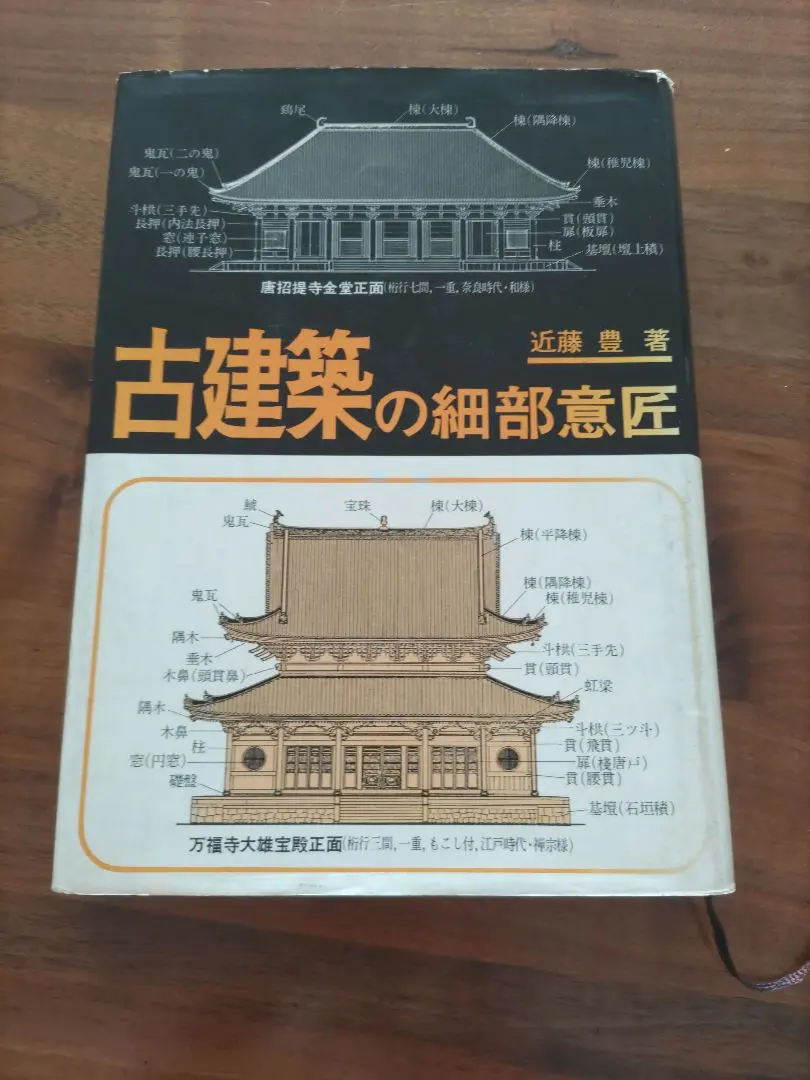 鴟尾
棟(大棟)
棟(隅降棟)
鬼瓦(二の鬼)
鬼瓦(一の鬼)
棟(稚児棟)
斗栱(三手先)
長押(内法長押)
窓(連子窓)
長押(腰長押)
垂木
貫(頭貫)
扉(板扉)
柱
基壇(壇上積)
唐招提寺金堂正面(桁行七間,一重,奈良時代・和様)
近藤 豊 著
古建築の細部意匠
鯱
鬼瓦
宝珠
棟(大棟)
棟(平降棟)
棟(隅降棟)
棟(稚児棟)
鬼瓦
隅木
垂木
木鼻(頭貫鼻)
斗栱(三手先)
貫(頭貫)
虹梁
隅木
木鼻
柱
窓(円窓)
礎盤
斗栱(三ツ斗)
貫(飛貫)
扉(棧唐戸)
貫(腰貫)
基壇(石垣積)
万福寺大雄宝殿正面(桁行三間,一重,もこし付,江戸時代・禅宗様)